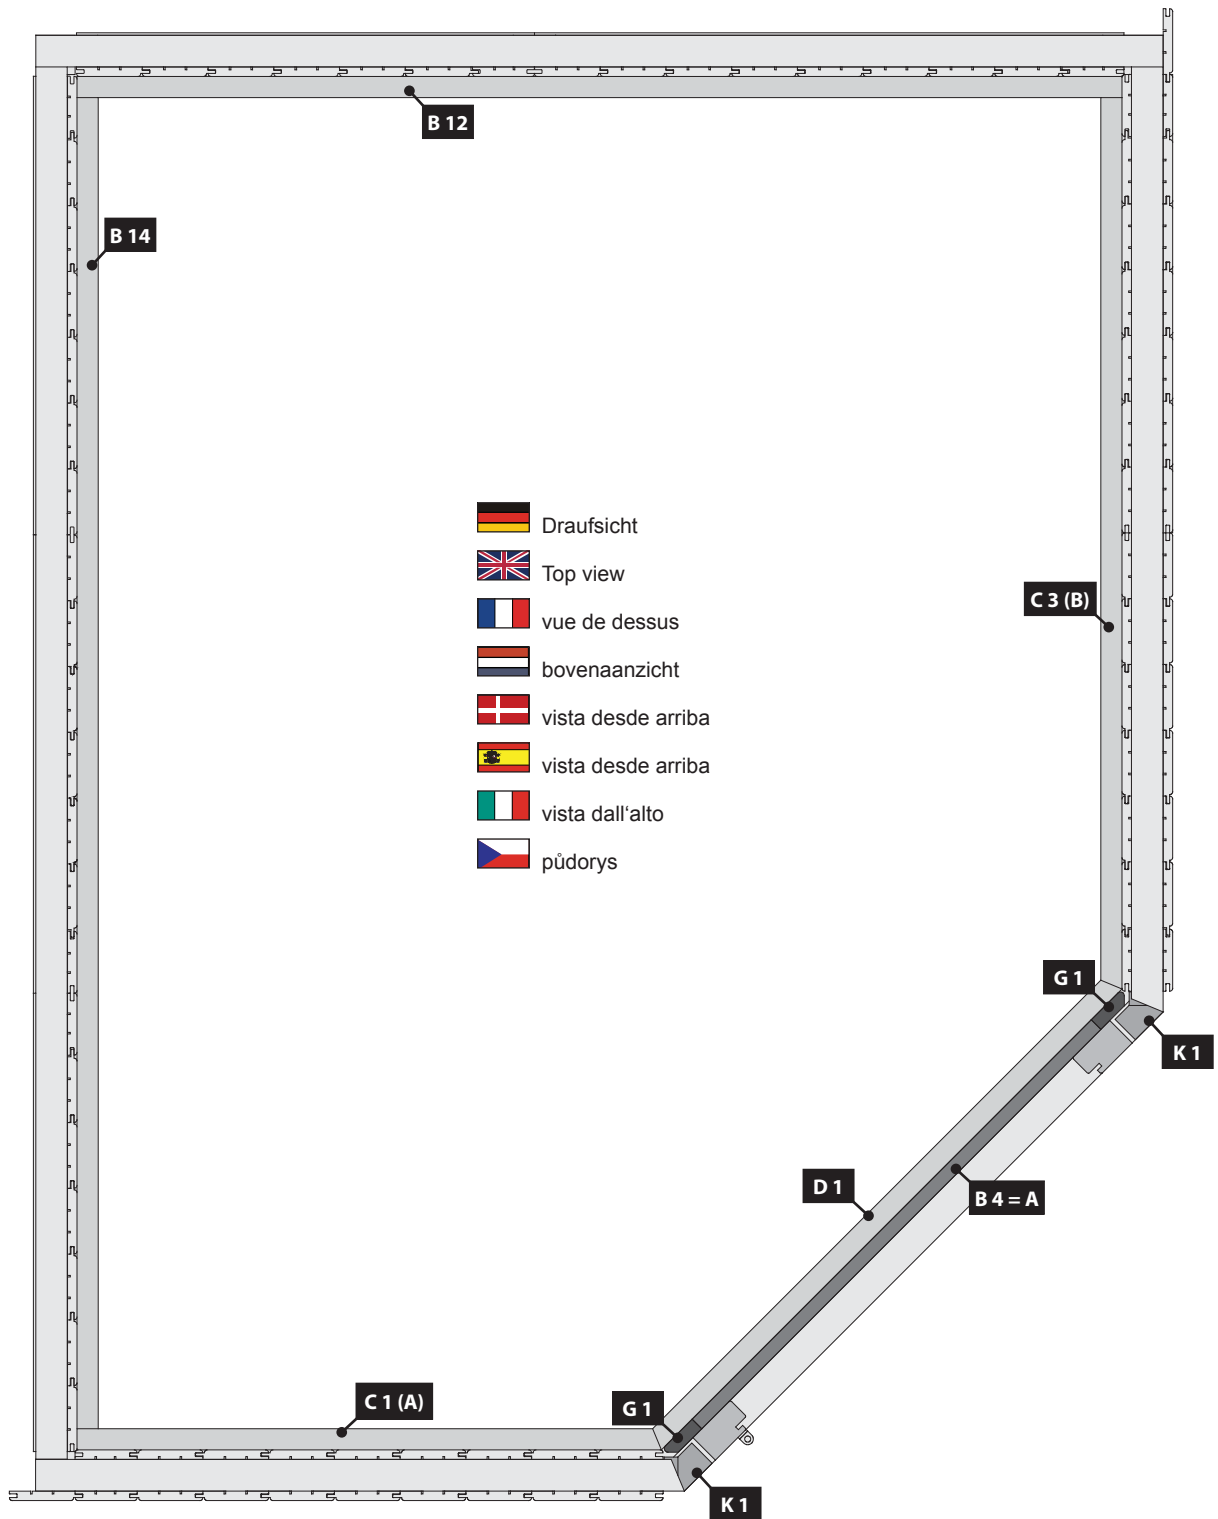 B 12
B 14
Draufsicht
Top view
C 3 (B)
vue de dessus
bovenaanzicht
vista desde arriba
vista desde arriba
vista dall‘alto
půdorys
G 1
K 1
D 1
B 4 = A
C 1 (A)
G 1
K 1